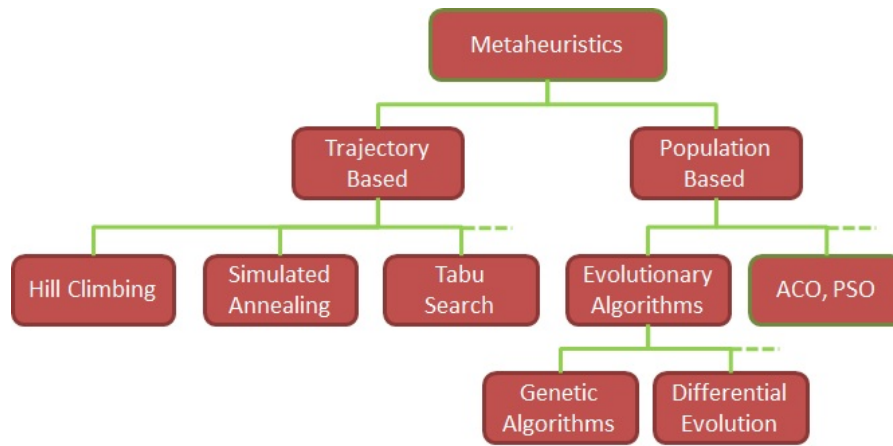 Metaheuristics
Trajectory
Based
Population
Based
Hill Climbing
Simulated
Annealing
Tabu
Search
Evolutionary
Algorithms
ACO, PSO
Genetic
Algorithms
Differential
Evolution